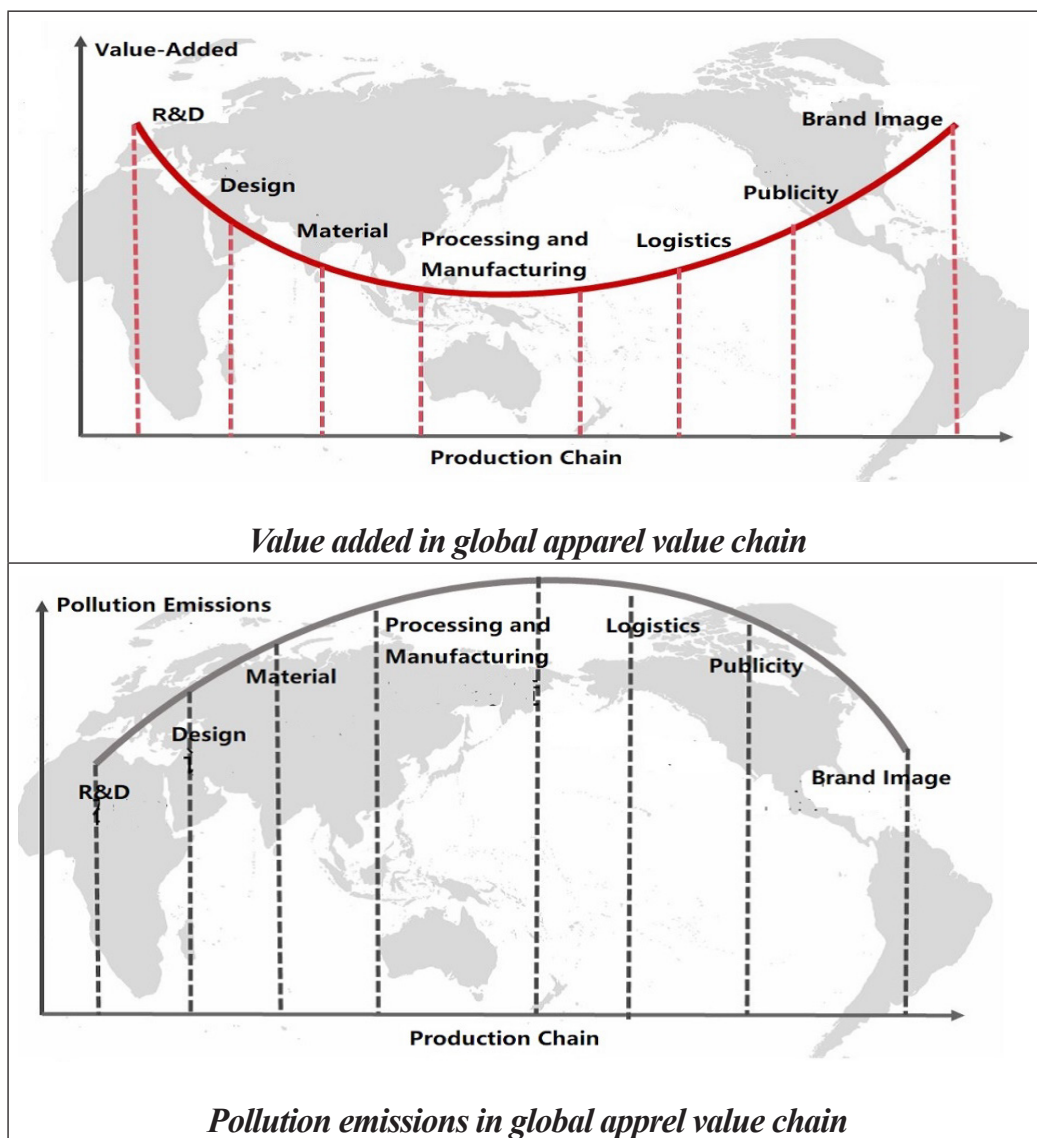 Value-Added
R&D
Brand Image
Design
Publicity
Material
Processing and
Manufacturing
Logistics
Production Chain
Value added in global apparel value chain
Pollution Emissions
Processing and
Manufacturing
Logistics
Material
Publicity
Design
R&D
Brand Image
Production Chain
Pollution emissions in global apprel value chain